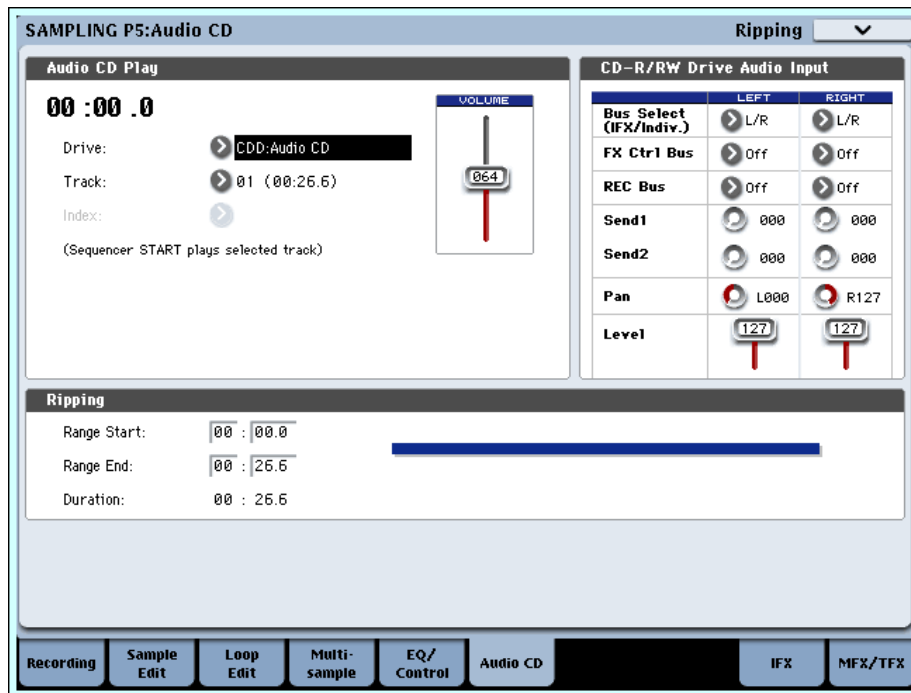 SAMPLING P5:Audio CD
Ripping
Audio CD Play
00 :00 .0
Drive: CDD:Audio CD
Track: 01 (00:26.6)
Index:
(Sequencer START plays selected track)
VOLUME
064
CD-R/RW Drive Audio Input
LEFT RIGHT
Bus Select
(IFX/Indiv.) L/R L/R
FX Ctrl Bus Off Off
REC Bus Off Off
Send1 000 000
Send2 000 000
Pan L000 R127
Level 127 127
Ripping
Range Start: 00 : 00.0
Range End: 00 : 26.6
Duration: 00 : 26.6
Recording
Sample
Edit
Loop
Edit
Multi-
sample
EQ/
Control
Audio CD
IFX
MFX/TFX